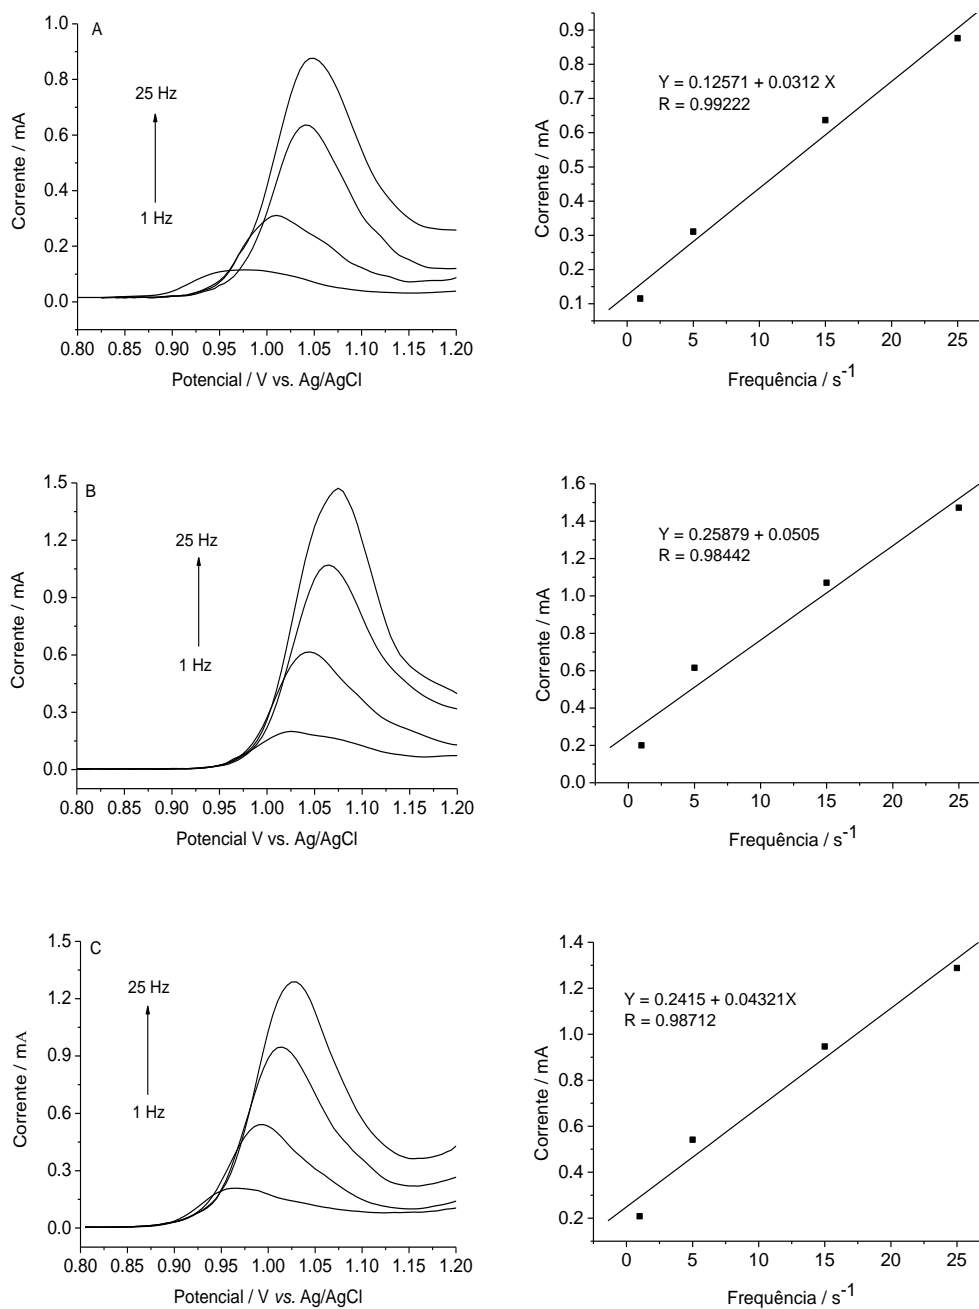 A
25 Hz
1 Hz
1.0
0.8
0.6
0.4
0.2
0.0
Corrente / mA
0.80 0.85 0.90 0.95 1.00 1.05 1.10 1.15 1.20
Potencial / V vs. Ag/AgCl
Y = 0.12571 + 0.0312 X
R = 0.99222
0.9
0.8
0.7
0.6
0.5
0.4
0.3
0.2
0.1
Corrente / mA
0 5 10 15 20 25
Frequência / s-1
B
25 Hz
1 Hz
1.5
1.2
0.9
0.6
0.3
0.0
Corrente / mA
0.80 0.85 0.90 0.95 1.00 1.05 1.10 1.15 1.20
Potencial V vs. Ag/AgCl
Y = 0.25879 + 0.0505
R = 0.98442
1.6
1.4
1.2
1.0
0.8
0.6
0.4
0.2
0.0
Corrente / mA
0 5 10 15 20 25
Frequência / s-1
C
25 Hz
1 Hz
1.5
1.2
0.9
0.6
0.3
0.0
Corrente / mA
0.80 0.85 0.90 0.95 1.00 1.05 1.10 1.15 1.20
Potencial / V vs. Ag/AgCl
Y = 0.2415 + 0.04321X
R = 0.98712
1.4
1.2
1.0
0.8
0.6
0.4
0.2
Corrente / mA
0 5 10 15 20 25
Frequência / s-1